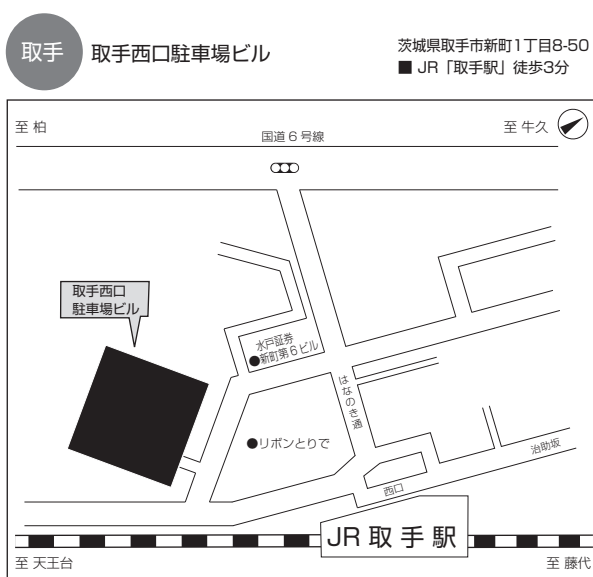 取手
取手西口駐車場ビル
茨城県取手市新町1丁目8-50
■ JR「取手駅」徒歩3分
至 柏
国道6号線
至 牛久
取手西口
駐車場ビル
水戸証券
●新町第6ビル
はなのき通
●リボンとりで
治助坂
西口
JR 取 手 駅
至 天王台
至 藤代